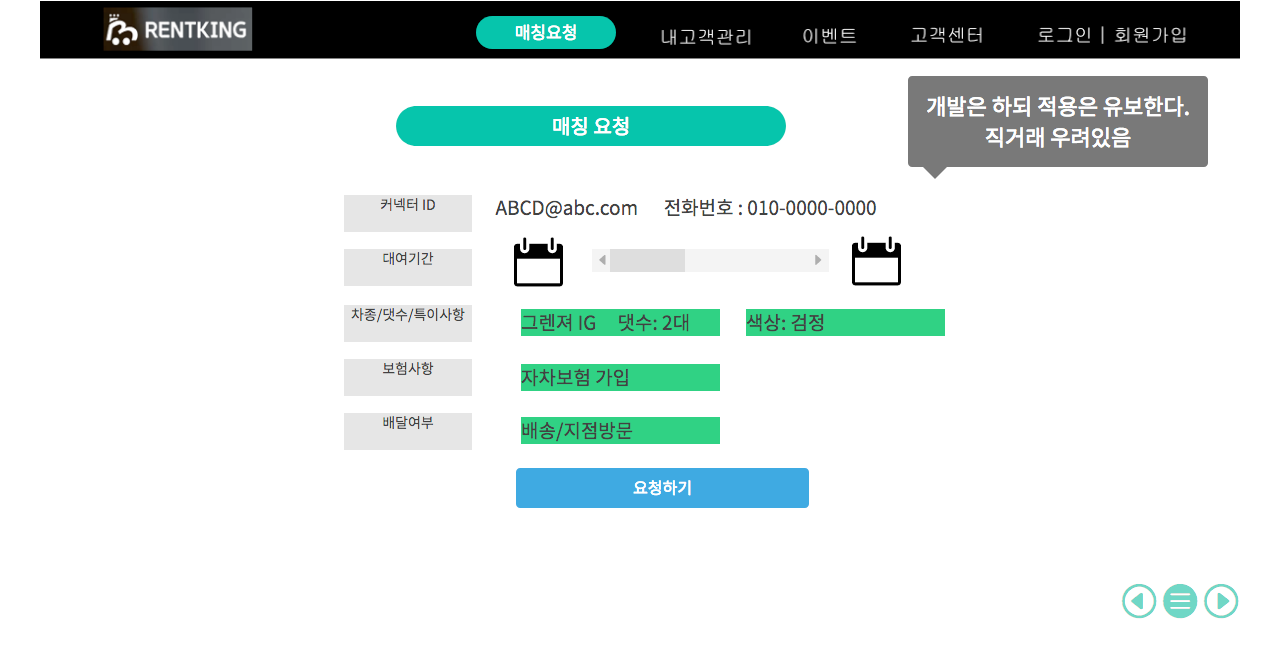 RENTKING
매칭요청 내고객관리 이벤트 고객센터 로그인 | 회원가입
개발은 하되 적용은 유보한다.
직거래 우려있음
매칭 요청
커넥터 ID ABCD@abc.com 전화번호 : 010-0000-0000
대여기간
차종/댓수/특이사항 그렌져 IG 댓수: 2대 색상: 검정
보험사항 자차보험 가입
배달여부 배송/지점방문
요청하기